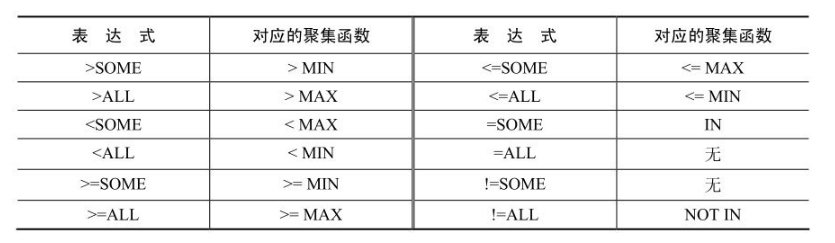 表 达 式 对应的聚集函数 表 达 式 对应的聚集函数
>SOME > MIN <=SOME <= MAX
>ALL > MAX <=ALL <= MIN
<SOME < MAX =SOME IN
<ALL < MIN =ALL 无
>=SOME >= MIN !=SOME 无
>=ALL >= MAX !=ALL NOT IN